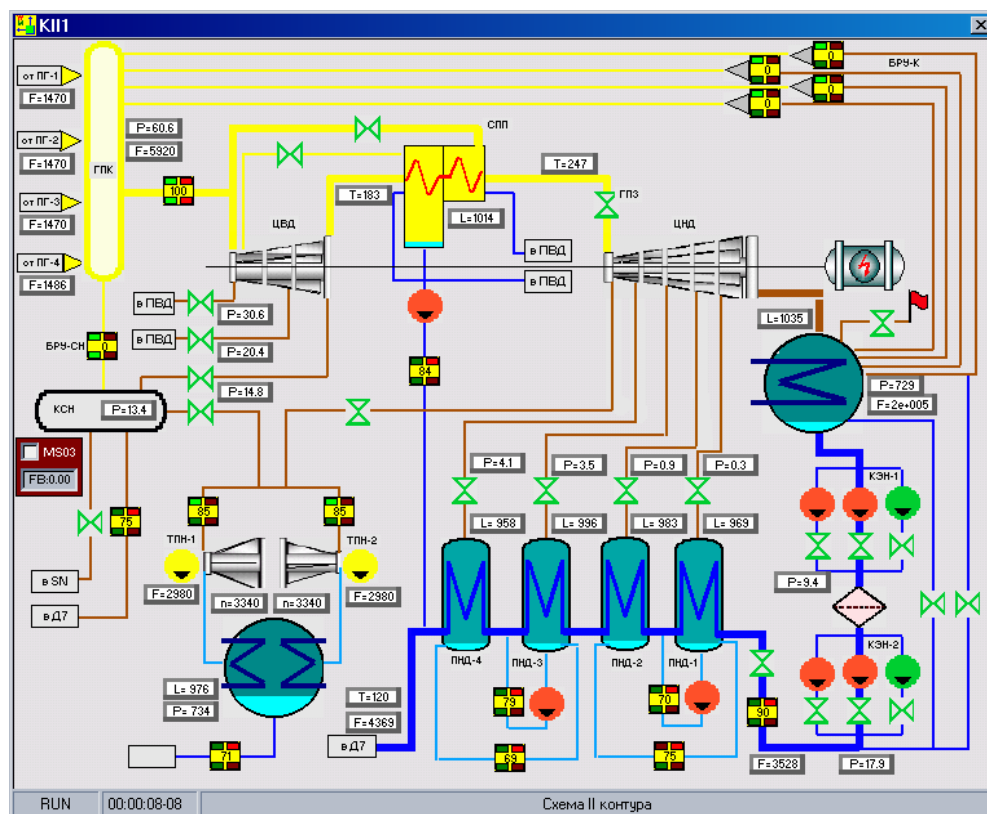 КII1
от ПГ-1
F=1470
от ПГ-2
F=1470
от ПГ-3
F=1470
от ПГ-4
F=1486
ГПК
P=60.6
F=5920
100
0
0
0
0
БРУ-К
СПП
T=183
L=1014
T=247
ГПЗ
ЦВД
ЦНД
в ПВД
в ПВД
в ПВД
P=30.6
в ПВД
P=20.4
P=14.8
БРУ-СН
0
84
L=1035
P=729
F=2e+005
КСН
P=13.4
MS03
FB:0.00
75
85
85
ТПН-1
ТПН-2
F=2980
n=3340
n=3340
F=2980
в SN
в Д7
P=4.1
P=3.5
P=0.9
P=0.3
L= 958
L= 996
L= 983
L= 969
КЭН-1
P=9.4
КЭН-2
ПНД-4
ПНД-3
ПНД-2
ПНД-1
79
70
90
69
75
L= 976
P= 734
71
T=120
F=4369
в Д7
F=3528
P=17.9
RUN
00:00:08-08
Схема II контура